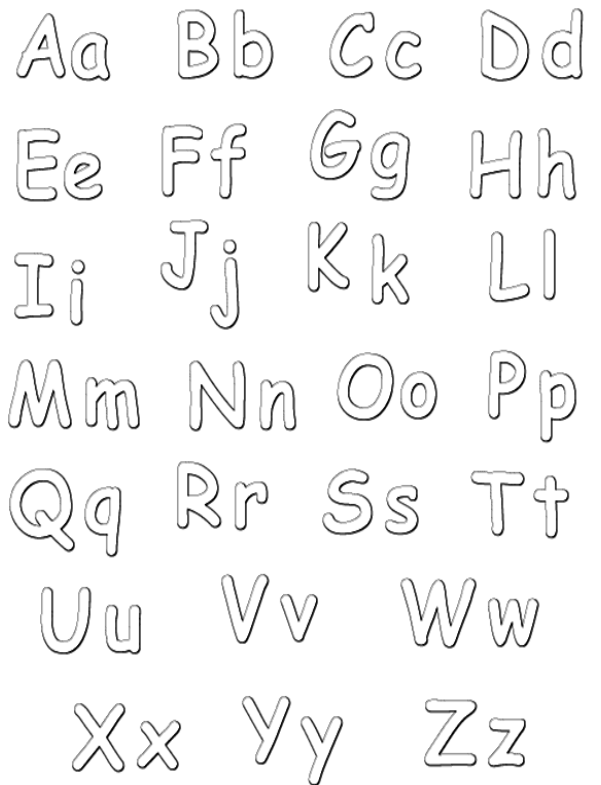 Aa Bb Cc Dd
Ee Ff Gg Hh
Ii Jj Kk Ll
Mm Nn Oo Pp
Qq Rr Ss Tt
Uu Vv Ww
Xx Yy Zz